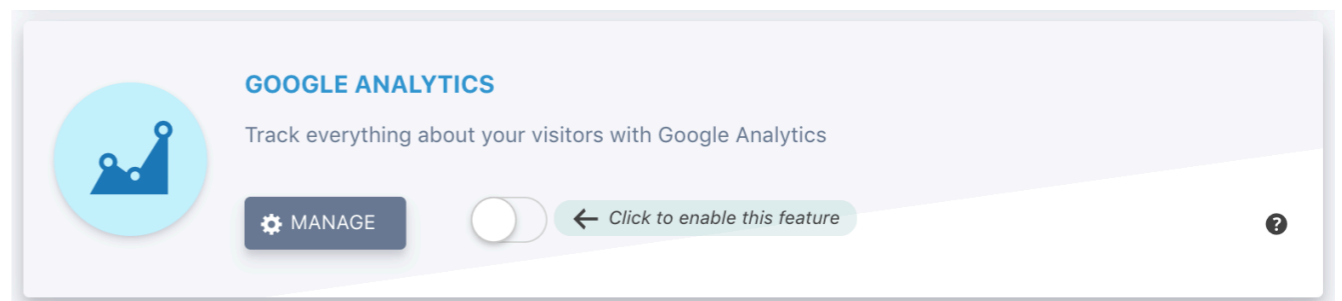 GOOGLE ANALYTICS
Track everything about your visitors with Google Analytics
MANAGE
Click to enable this feature
?